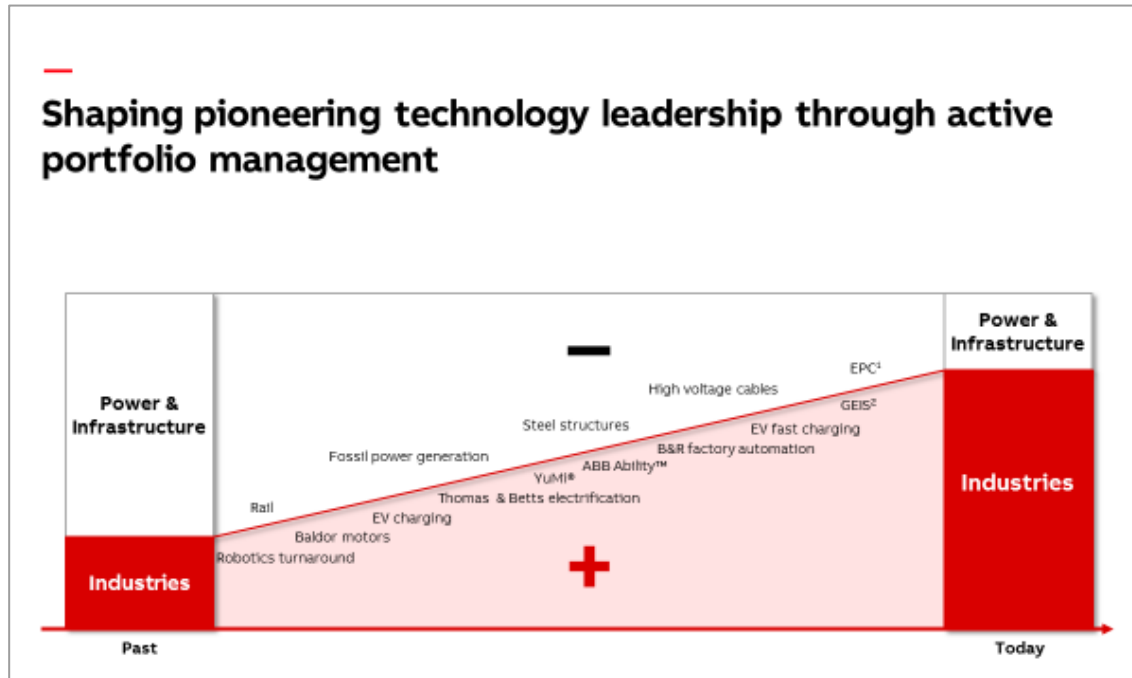 Shaping pioneering technology leadership through active
portfolio management
Power &
Infrastructure
Industries
Rail
Fossil power generation
Steel structures
High voltage cables
EPC¹
Robotics turnaround
Baldor motors
EV charging
Thomas & Betts electrification
YuMi®
ABB Ability™
B&R factory automation
EV fast charging
GEIS²
Power &
Infrastructure
Industries
Past
Today